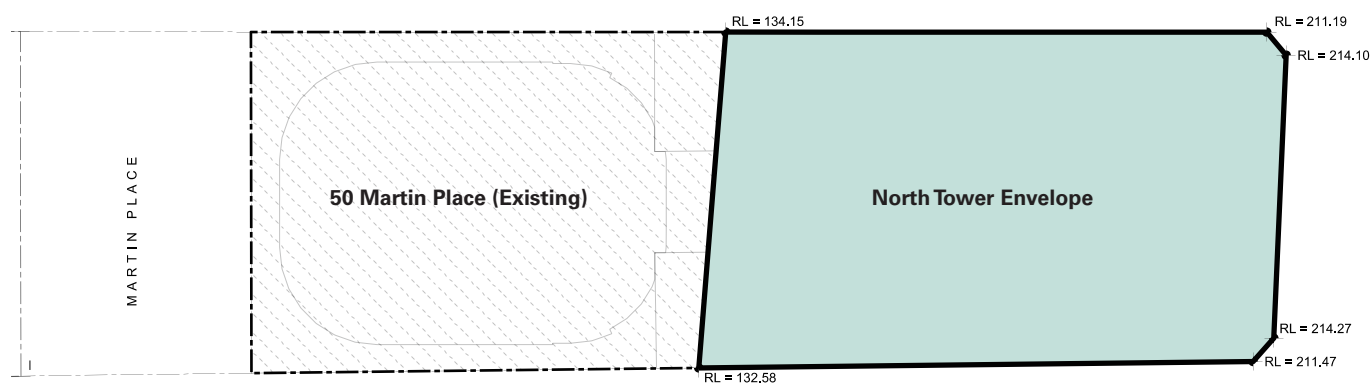 RL = 134.15
RL = 211.19
RL = 214.10
MARTIN PLACE
50 Martin Place (Existing)
North Tower Envelope
RL = 214.27
RL = 211.47
RL = 132.58